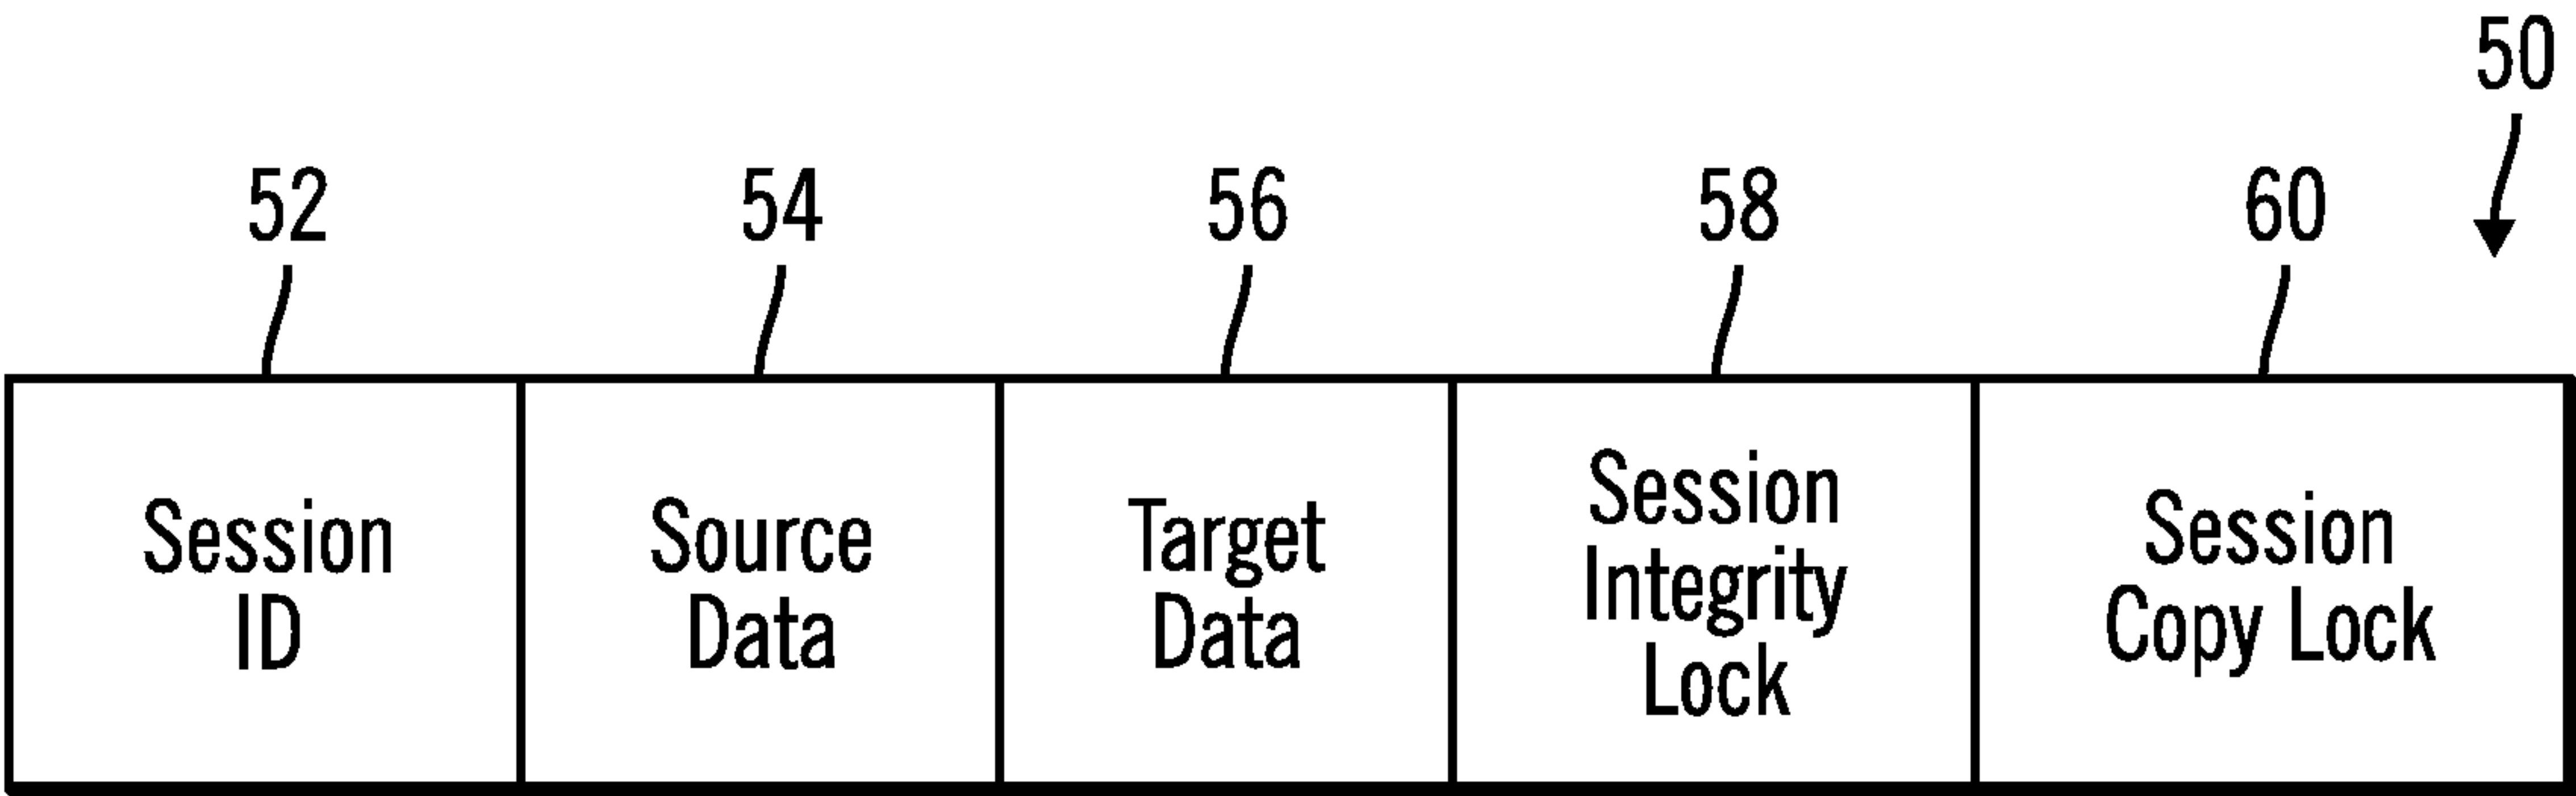 50
52 54 56 58 60
Session
ID
Source
Data
Target
Data
Session
Integrity
Lock
Session
Copy Lock